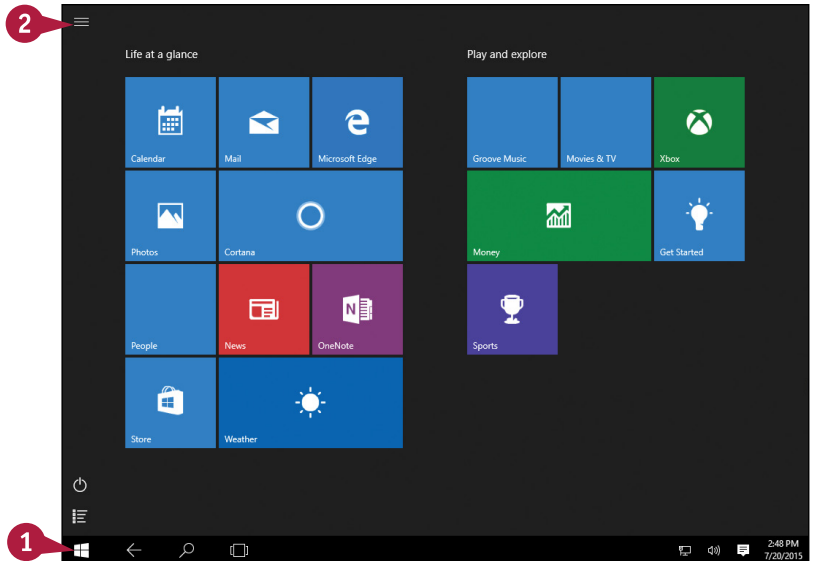 2
Life at a glance
Play and explore
Calendar
Mail
Microsoft Edge
Groove Music
Movies & TV
Xbox
Photos
Cortana
Money
Get Started
People
News
N
OneNote
Sports
Store
Weather
1
2:48 PM
7/20/2015